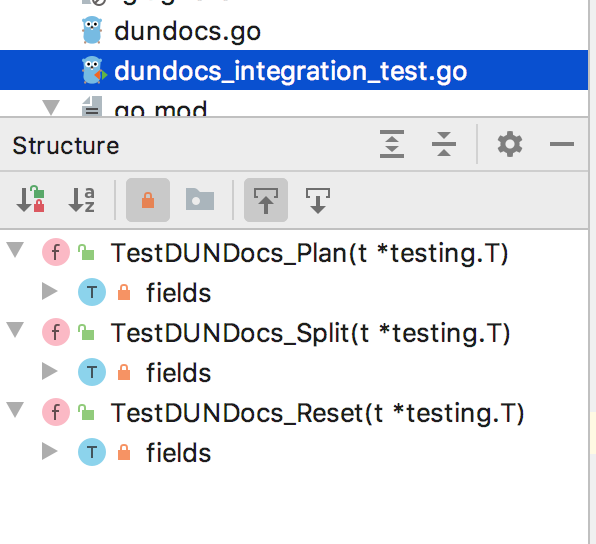 dundocs.go
dundocs_integration_test.go
go.mod
Structure
TestDUNDocs_Plan(t *testing.T)
fields
TestDUNDocs_Split(t *testing.T)
fields
TestDUNDocs_Reset(t *testing.T)
fields